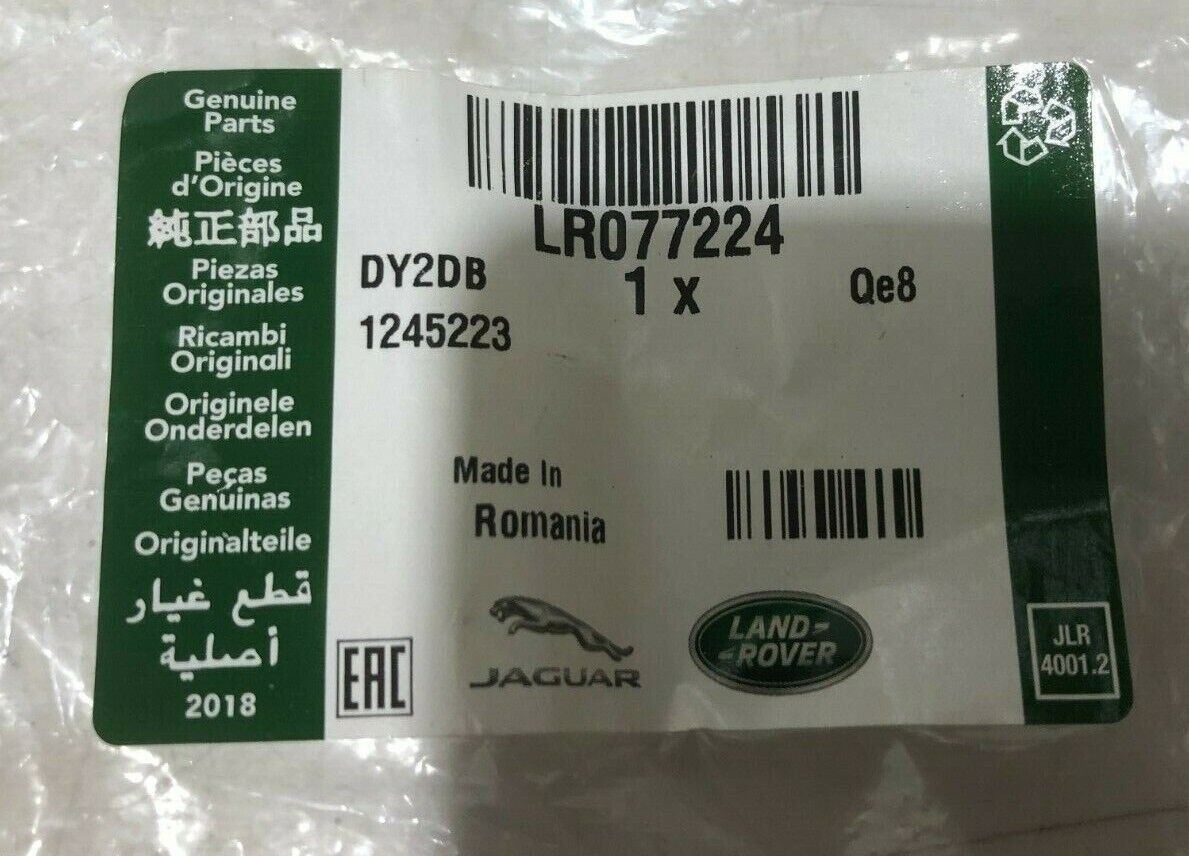 Genuine
Parts
Pièces
d'Origine
純正部品
Piezas
Originales
Ricambi
Originali
Originele
Onderdelen
Peças
Genuinas
Originalteile
قطع غيار
أصلية
2018
LR077224
DY2DB
1 x
Qe8
1245223
Made In
Romania
EAC
JAGUAR
LAND-
-ROVER
JLR
4001.2